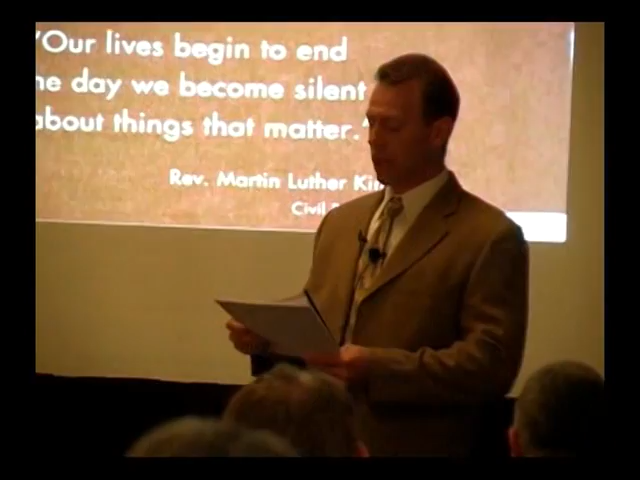 "Our lives begin to end
he day we become silent
about things that matter."
Rev. Martin Luther Ki
Civil